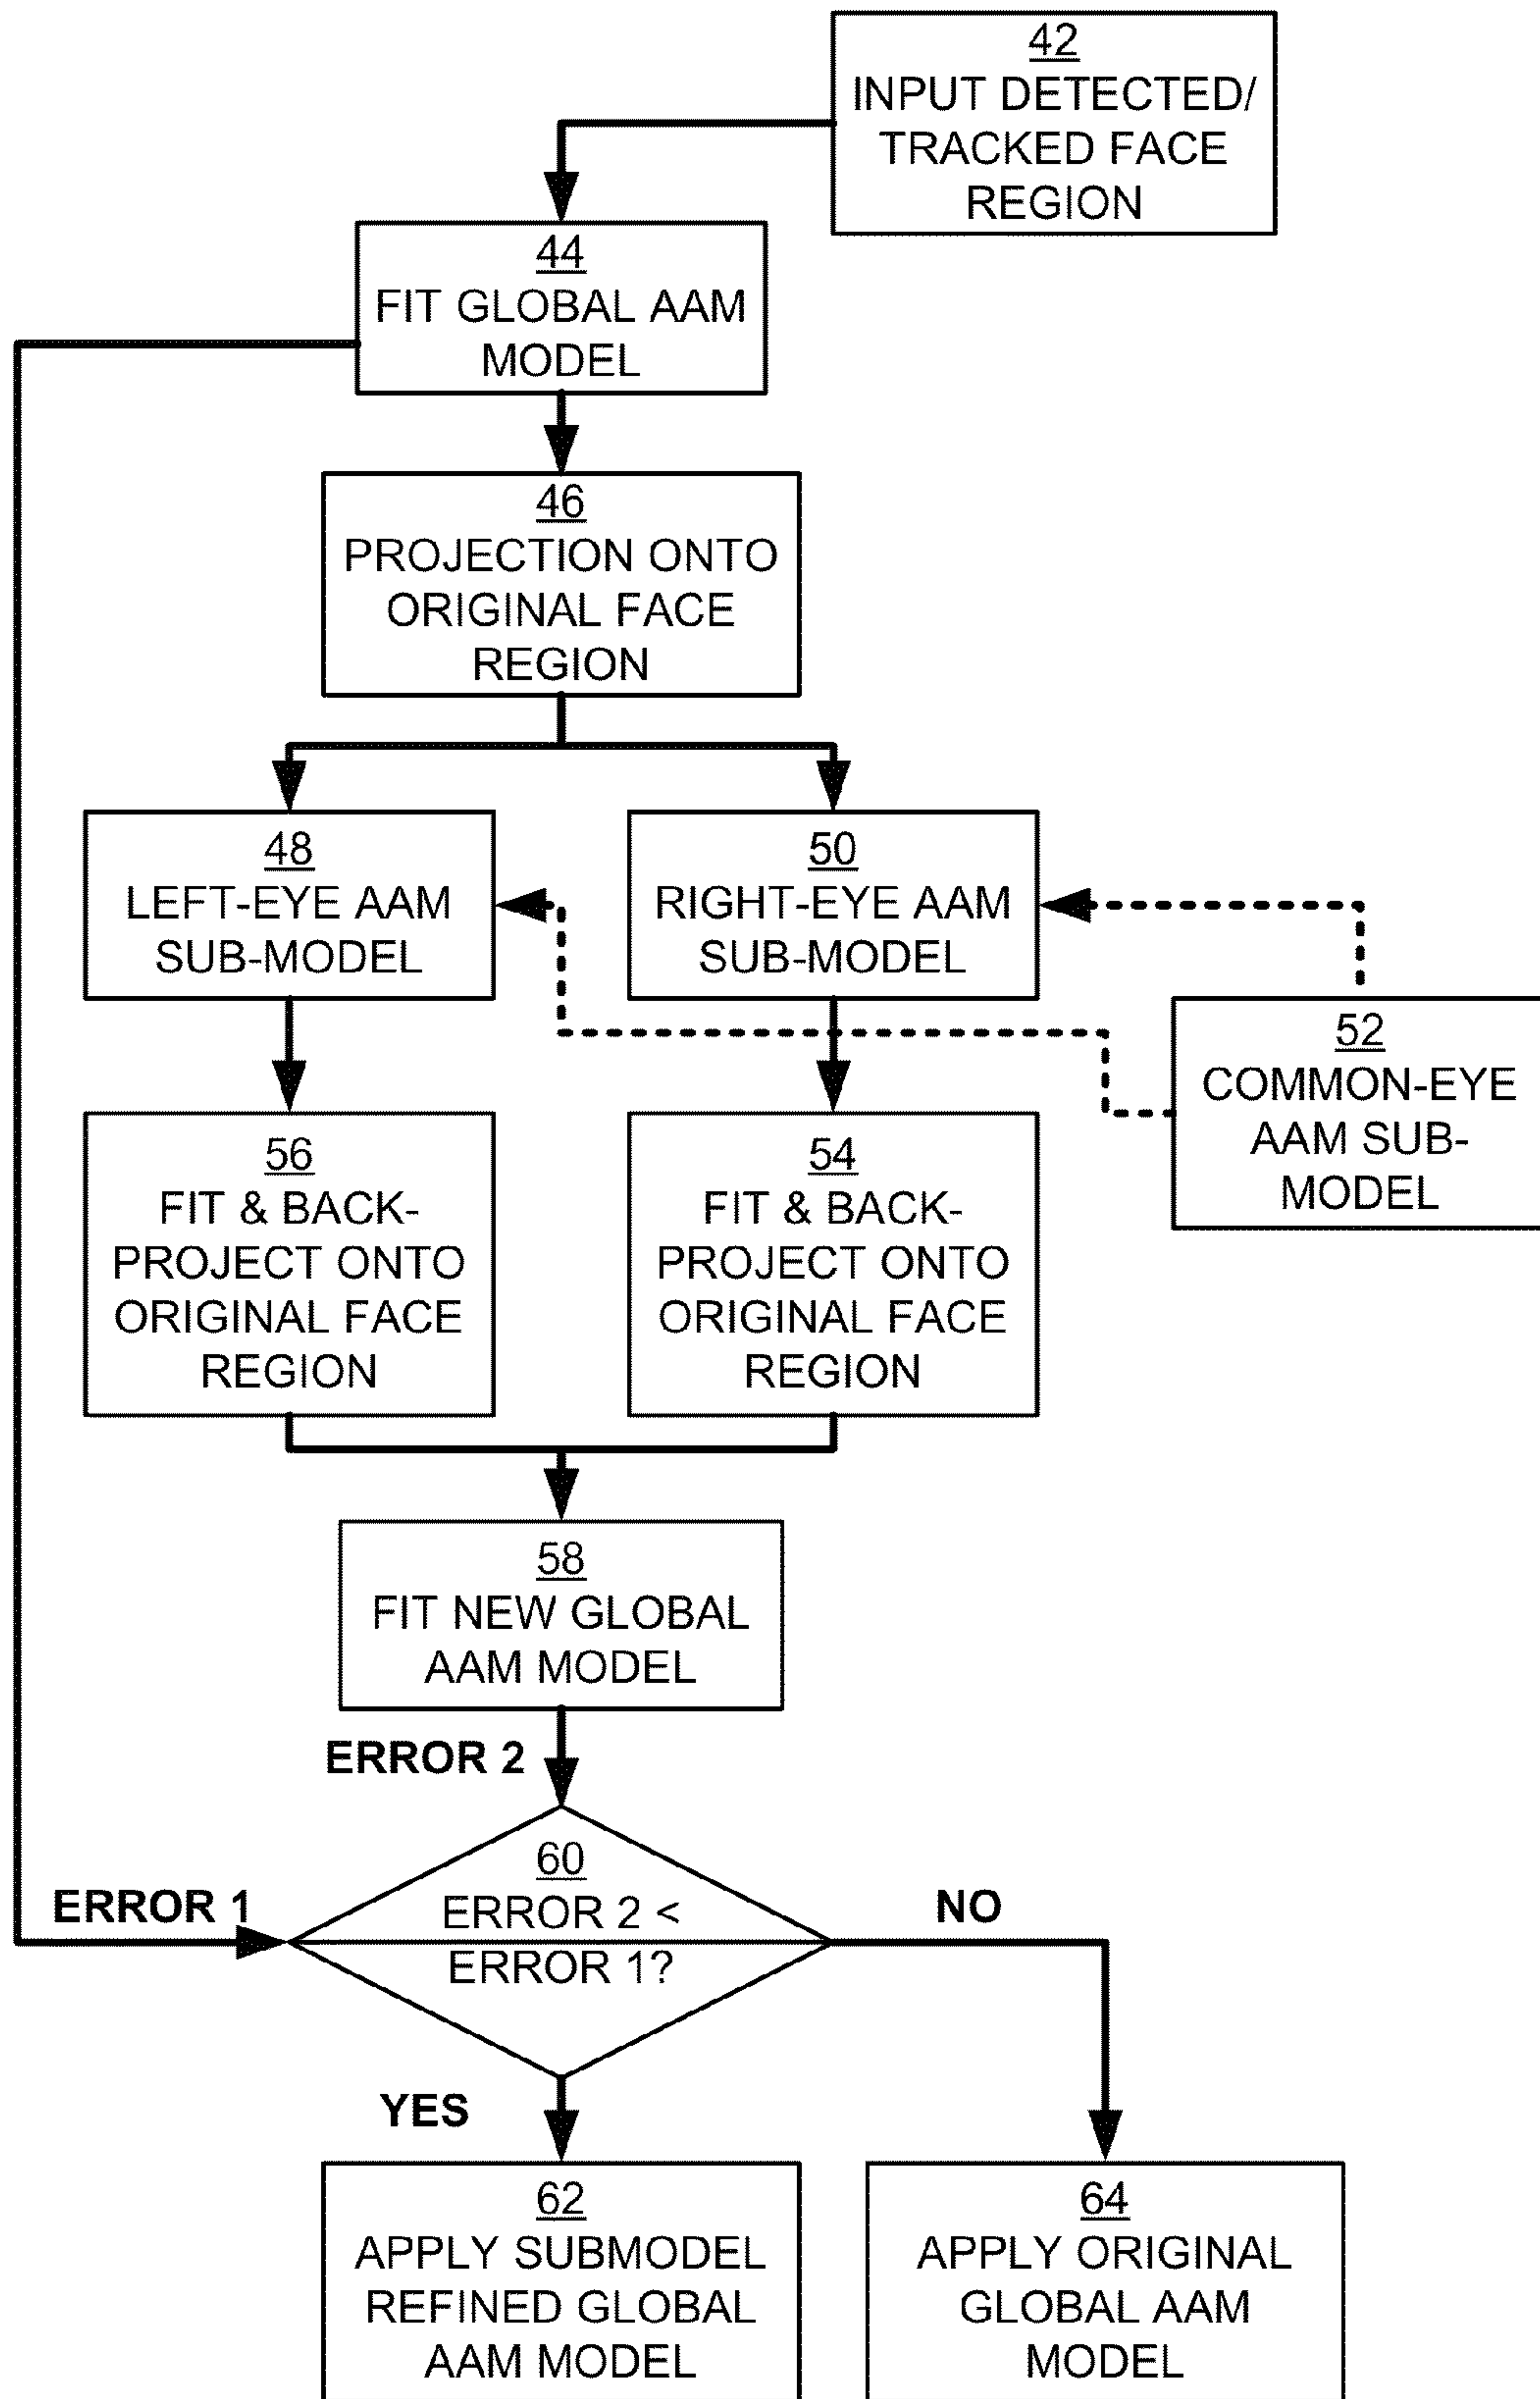 42
INPUT DETECTED/
TRACKED FACE
REGION
44
FIT GLOBAL AAM
MODEL
46
PROJECTION ONTO
ORIGINAL FACE
REGION
48
LEFT-EYE AAM
SUB-MODEL
50
RIGHT-EYE AAM
SUB-MODEL
52
COMMON-EYE
AAM SUB-
MODEL
56
FIT & BACK-
PROJECT ONTO
ORIGINAL FACE
REGION
54
FIT & BACK-
PROJECT ONTO
ORIGINAL FACE
REGION
58
FIT NEW GLOBAL
AAM MODEL
ERROR 2
60
ERROR 2 <
ERROR 1?
ERROR 1
NO
YES
62
APPLY SUBMODEL
REFINED GLOBAL
AAM MODEL
64
APPLY ORIGINAL
GLOBAL AAM
MODEL